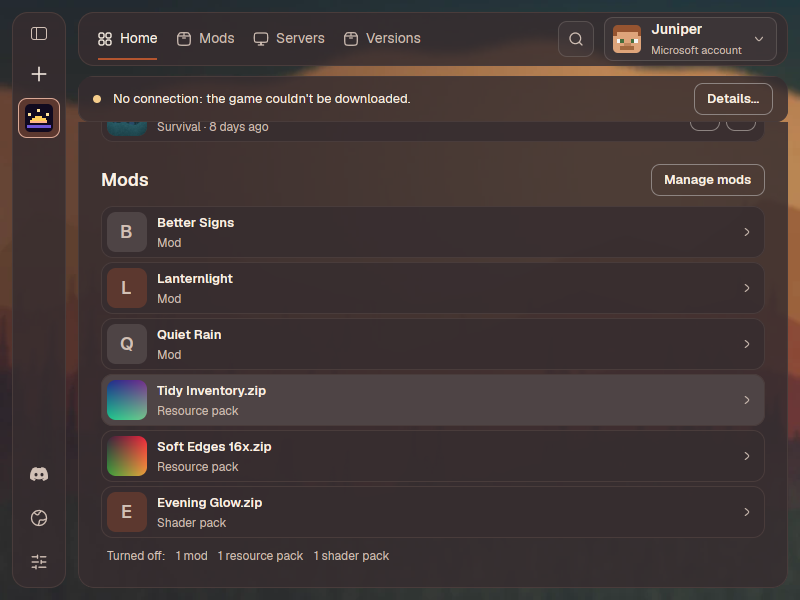 Home
Mods
Servers
Versions
Juniper
Microsoft account
No connection: the game couldn't be downloaded.
Details...
Survival · 8 days ago
Mods
Manage mods
B
Better Signs
Mod
L
Lanternlight
Mod
Q
Quiet Rain
Mod
Tidy Inventory.zip
Resource pack
Soft Edges 16x.zip
Resource pack
E
Evening Glow.zip
Shader pack
Turned off: 1 mod 1 resource pack 1 shader pack